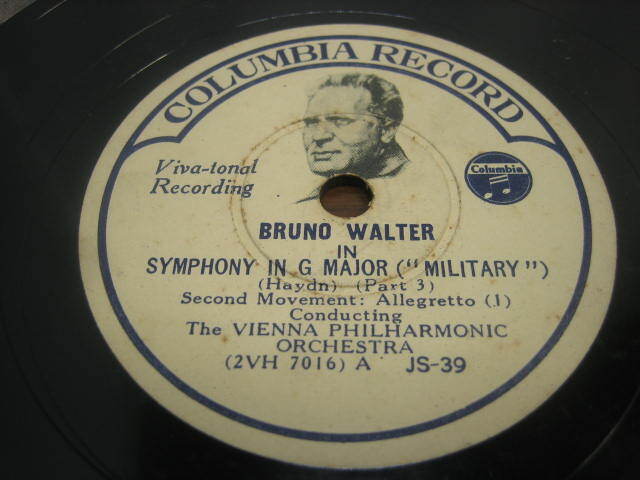 COLUMBIA RECORD
Viva-tonal
Recording
Columbia
BRUNO WALTER
IN
SYMPHONY IN G MAJOR ("MILITARY")
(Haydn) (Part 3)
Second Movement: Allegretto (1)
Conducting
The VIENNA PHILHARMONIC
ORCHESTRA
(2VH 7016) A JS-39